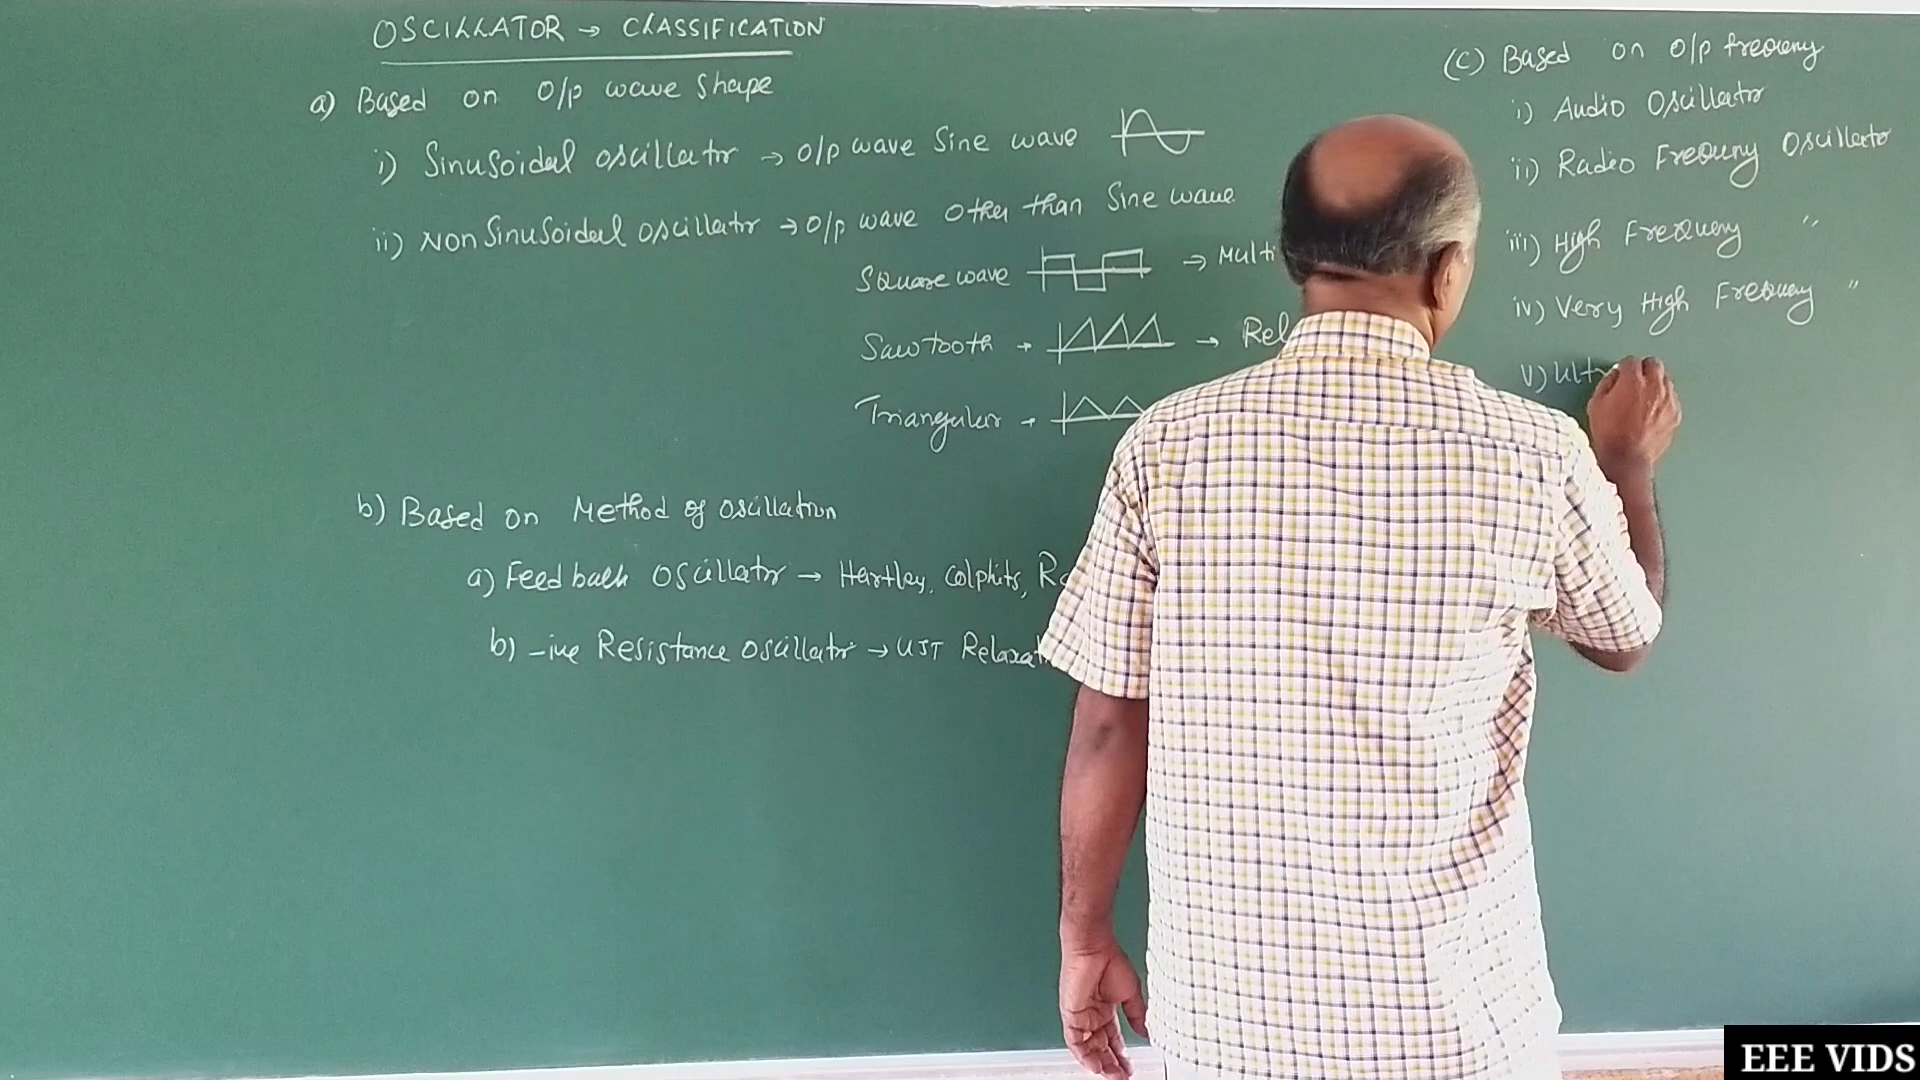 OSCILLATOR → CLASSIFICATION
a) Based on O/p wave shape
i) Sinusoidal oscillator → O/p wave Sine wave
ii) Non Sinusoidal oscillator → O/p wave other than Sine wave
Square wave → Multi
Sawtooth → → Rel
Triangular →
b) Based on Method of oscillation
a) Feed back Oscillator → Hartley, Colphits, Rc
b) -ive Resistance oscillator → UJT Relaxat
(C) Based on O/p frequency
i) Audio Oscillator
ii) Radio Frequency Oscillator
iii) High Frequency "
iv) Very High Frequency "
V) Ultr
EEE VIDS